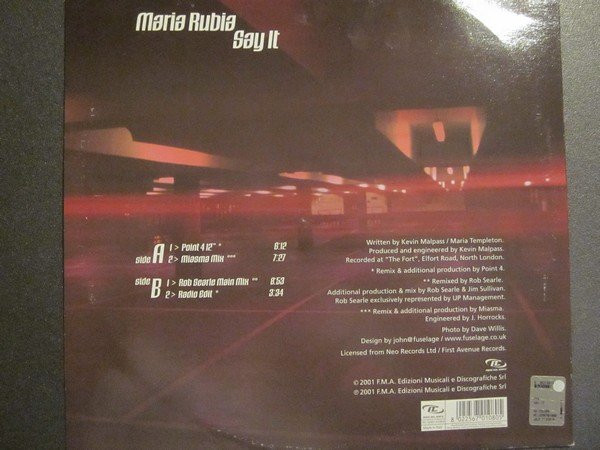 Maria Rubia
Say It
side A 1 > Point 4 12" * 8:12
2 > Miasma Mix *** 7:27
side B 1 > Rob Searle Main Mix ** 8:53
2 > Radio Edit * 3:34
Written by Kevin Malpass / Maria Templeton.
Produced and engineered by Kevin Malpass.
Recorded at "The Fort", Effort Road, North London.
* Remix & additional production by Point 4.
** Remixed by Rob Searle.
Additional production & mix by Rob Searle & Jim Sullivan.
Rob Searle exclusively represented by UP Management.
*** Remix & additional production by Miasma.
Engineered by J. Horrocks.
Photo by Dave Willis.
Design by john@fuselage / www.fuselage.co.uk
Licensed from Neo Records Ltd / First Avenue Records.
℗ 2001 F.M.A. Edizioni Musicali e Discografiche Srl
© 2001 F.M.A. Edizioni Musicali e Discografiche Srl